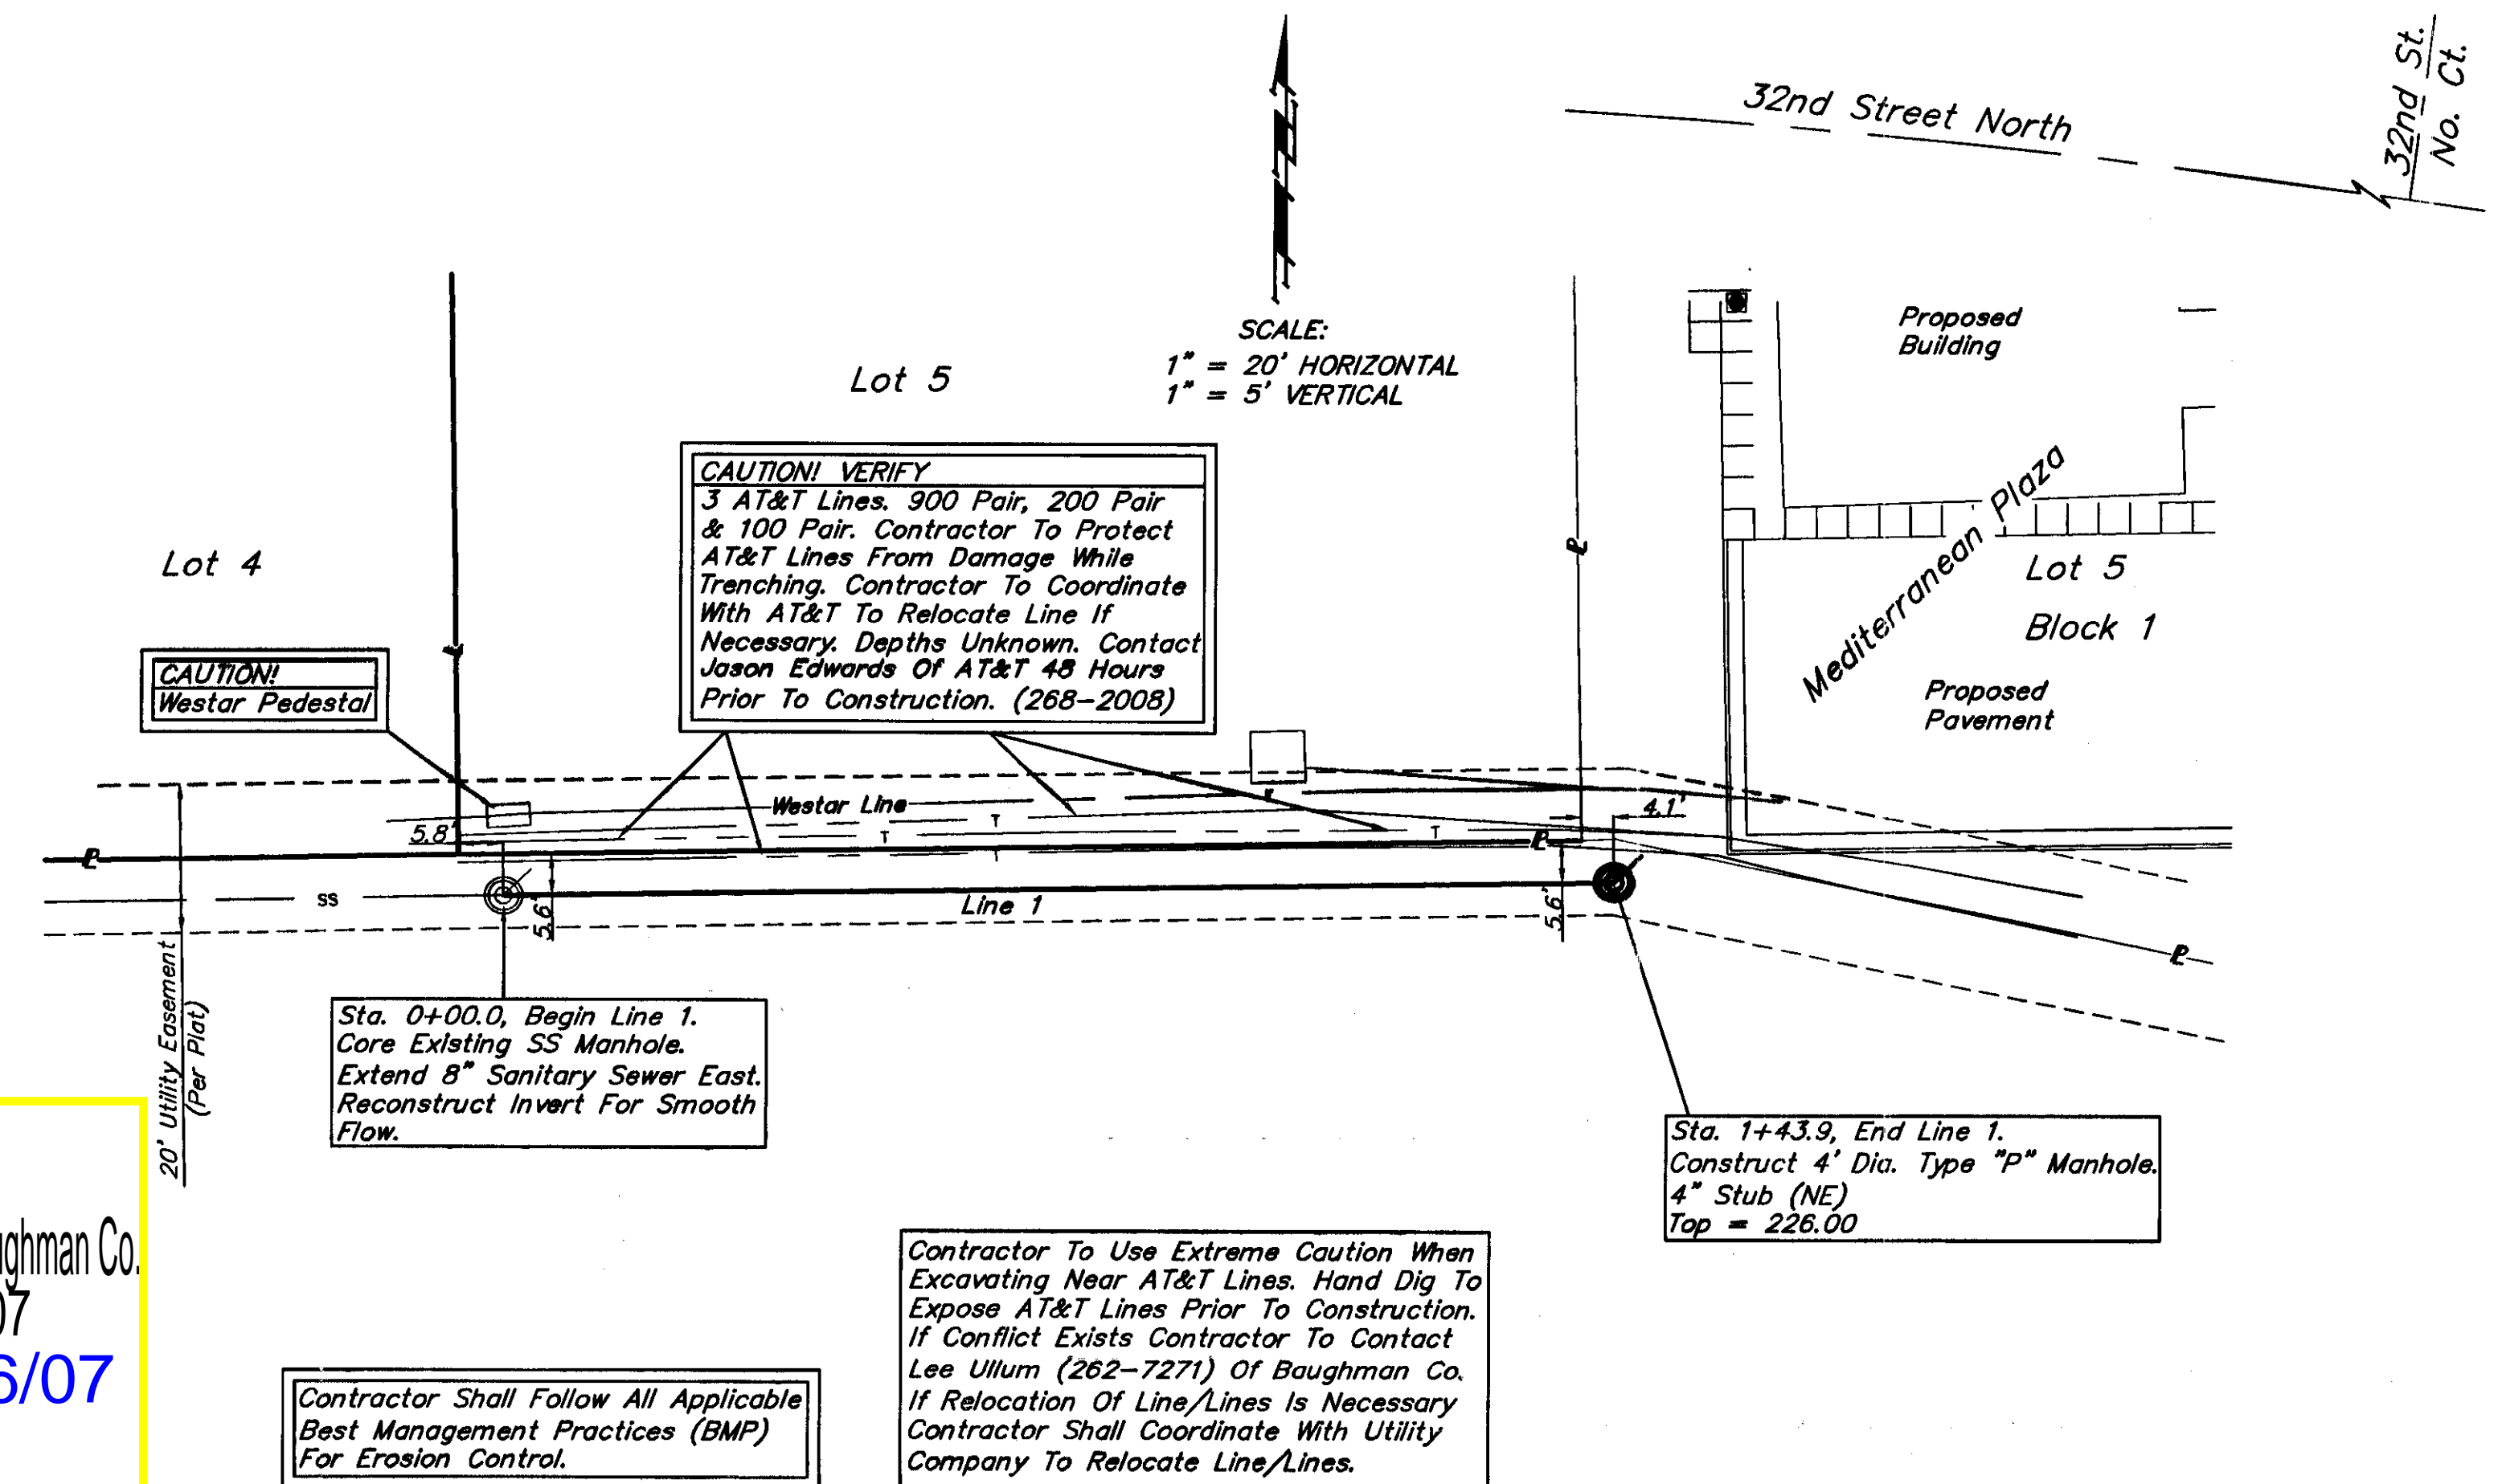 32nd Street North
32nd St.
No. Ct.
SCALE:
1" = 20' HORIZONTAL
1" = 5' VERTICAL
Proposed
Building
Lot 5
CAUTION! VERIFY
3 AT&T Lines. 900 Pair, 200 Pair
& 100 Pair. Contractor To Protect
AT&T Lines From Damage While
Trenching. Contractor To Coordinate
With AT&T To Relocate Line If
Necessary. Depths Unknown. Contact
Jason Edwards Of AT&T 48 Hours
Prior To Construction. (268-2008)
Lot 4
CAUTION!
Westar Pedestal
Mediterranean Plaza
Lot 5
Block 1
Proposed
Pavement
Westar Line
5.8'
4.1'
T
T
T
T
SS
5.6'
Line 1
5.6'
20' Utility Easement
(Per Plat)
Sta. 0+00.0, Begin Line 1.
Core Existing SS Manhole.
Extend 8" Sanitary Sewer East.
Reconstruct Invert For Smooth
Flow.
Sta. 1+43.9, End Line 1.
Construct 4' Dia. Type "P" Manhole.
4" Stub (NE)
Top = 226.00
ughman Co.
07
6/07
Contractor To Use Extreme Caution When
Excavating Near AT&T Lines. Hand Dig To
Expose AT&T Lines Prior To Construction.
If Conflict Exists Contractor To Contact
Lee Ullum (262-7271) Of Baughman Co.
If Relocation Of Line/Lines Is Necessary
Contractor Shall Coordinate With Utility
Company To Relocate Line/Lines.
Contractor Shall Follow All Applicable
Best Management Practices (BMP)
For Erosion Control.